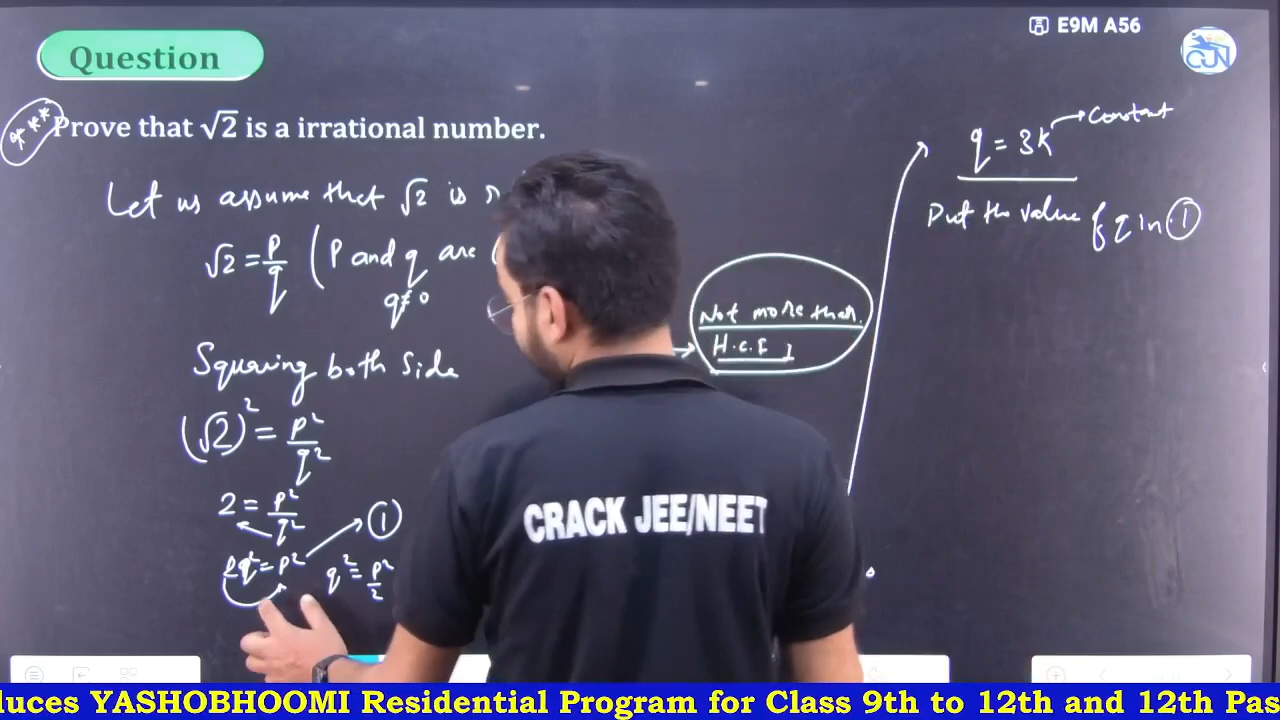 E9M A56
Question
Prove that √2 is a irrational number.
Let us assume that √2 is
√2 = p/q (P and q are
q≠0
Squaring both side
(√2)² = p²/q²
2 = p²/q²
2q² = p² → ①
q² = p²/2
Not more than
H.C.F 1
q = 3K → Constant
Put the value of q in ①
CRACK JEE/NEET
duces YASHOBHOOMI Residential Program for Class 9th to 12th and 12th Pas